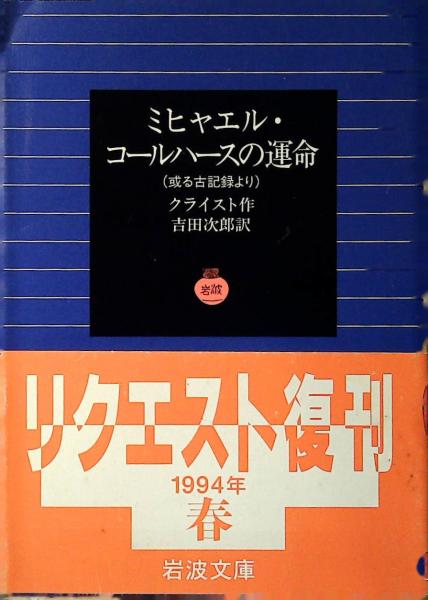 ミヒャエル・
コールハースの運命
(或る古記録より)
クライスト作
吉田次郎訳
岩波
リクエスト復刊
1994年
春
岩波文庫